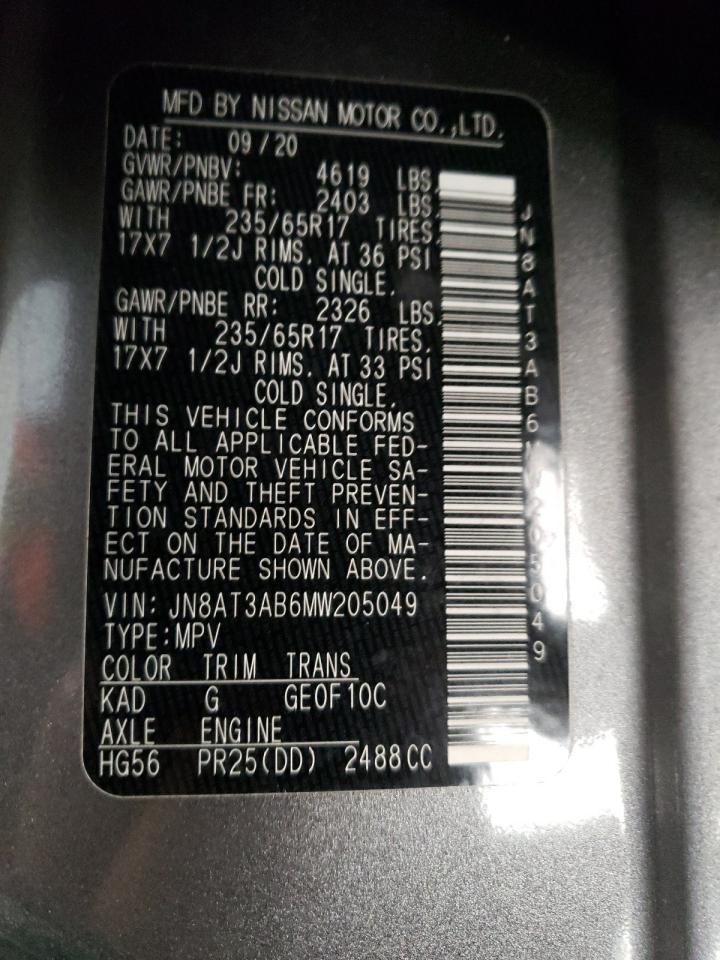 MFD BY NISSAN MOTOR CO.,LTD.
DATE: 09/20
GVWR/PNBV: 4619 LBS.
GAWR/PNBE FR: 2403 LBS.
WITH 235/65R17 TIRES.
17X7 1/2J RIMS. AT 36 PSI
COLD SINGLE.
GAWR/PNBE RR: 2326 LBS.
WITH 235/65R17 TIRES.
17X7 1/2J RIMS. AT 33 PSI
COLD SINGLE.
THIS VEHICLE CONFORMS
TO ALL APPLICABLE FED-
ERAL MOTOR VEHICLE SA-
FETY AND THEFT PREVEN-
TION STANDARDS IN EFF-
ECT ON THE DATE OF MA-
NUFACTURE SHOWN ABOVE.
VIN: JN8AT3AB6MW205049
TYPE:MPV
COLOR TRIM TRANS
KAD G GE0F10C
AXLE ENGINE
HG56 PR25(DD) 2488CC
JN8AT3AB6MW205049